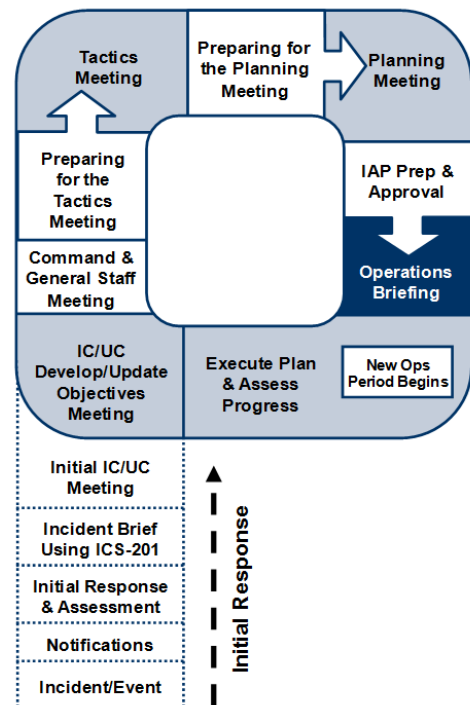 Tactics
Meeting
Preparing for
the Planning
Meeting
Planning
Meeting
Preparing
for the
Tactics
Meeting
IAP Prep &
Approval
Command &
General Staff
Meeting
Operations
Briefing
IC/UC
Develop/Update
Objectives
Meeting
Execute Plan
& Assess
Progress
New Ops
Period Begins
Initial IC/UC
Meeting
Incident Brief
Using ICS-201
Initial Response
& Assessment
Notifications
Incident/Event
Initial Response